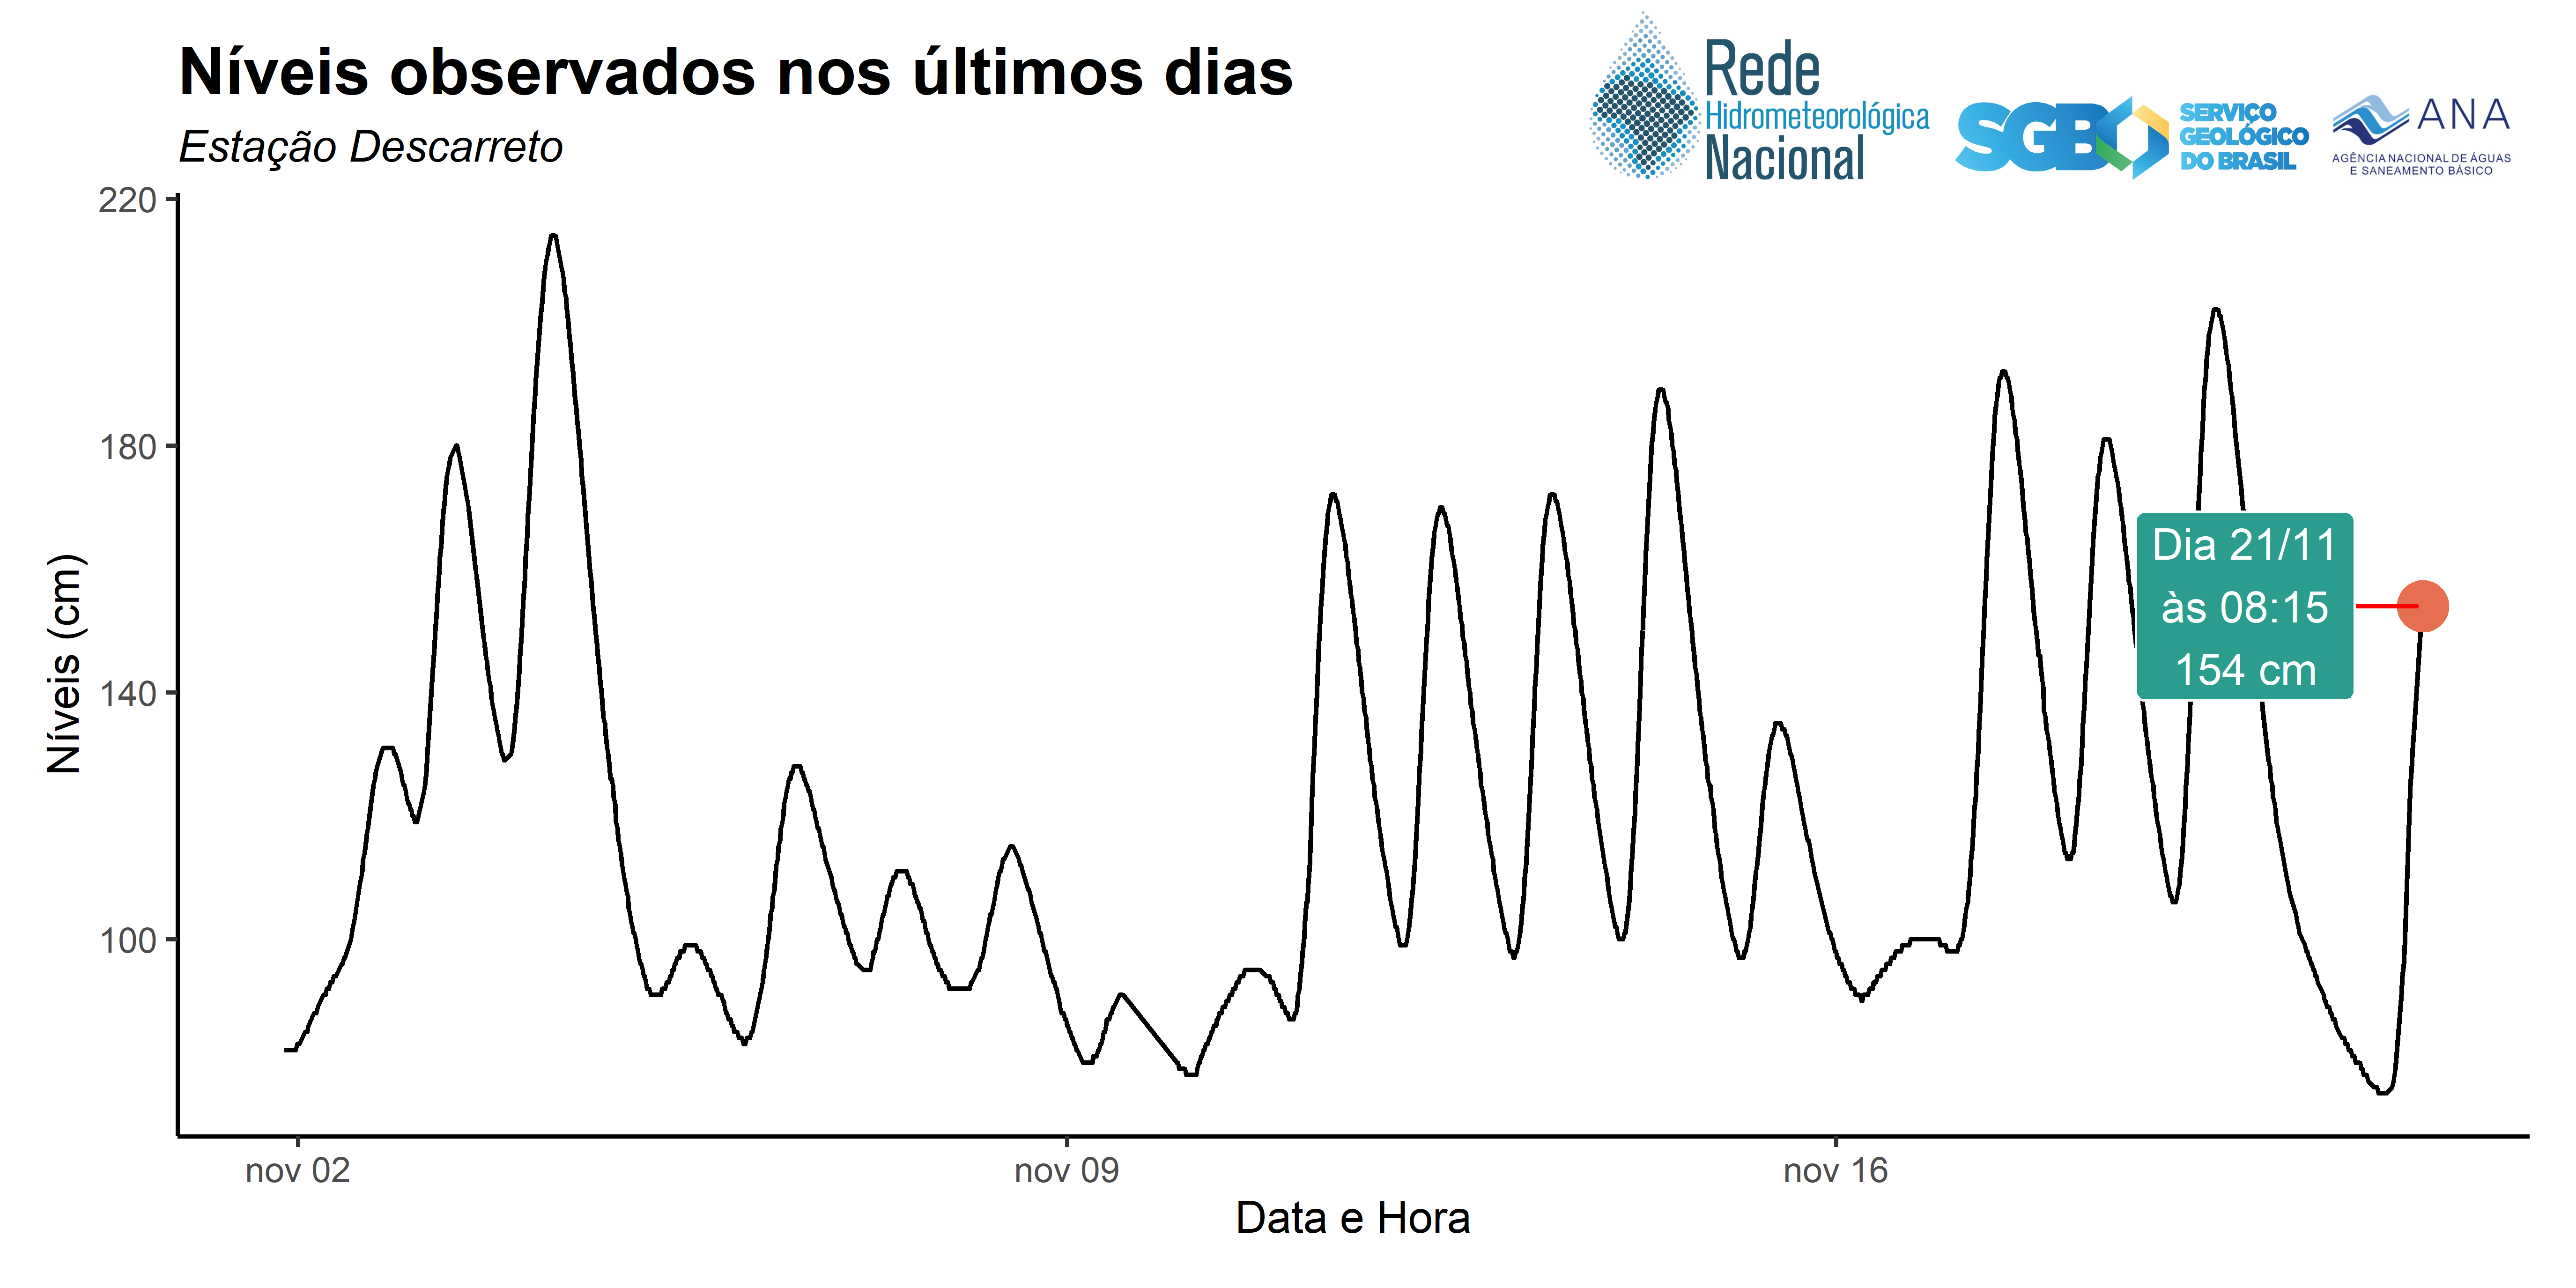 Níveis observados nos últimos dias
Estação Descarreto
Rede
Hidrometeorológica
Nacional
SGB
SERVIÇO
GEOLÓGICO
DO BRASIL
ANA
AGÊNCIA NACIONAL DE ÁGUAS
E SANEAMENTO BÁSICO
220
180
140
100
Níveis (cm)
Dia 21/11
às 08:15
154 cm
nov 02
nov 09
nov 16
Data e Hora